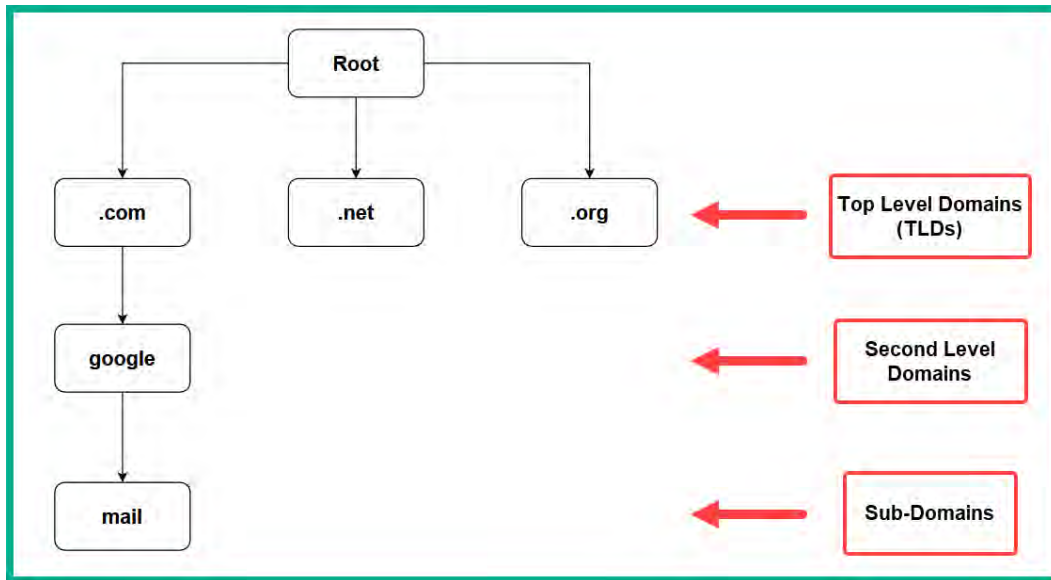 Root
.com
.net
.org
Top Level Domains
(TLDs)
google
Second Level
Domains
mail
Sub-Domains